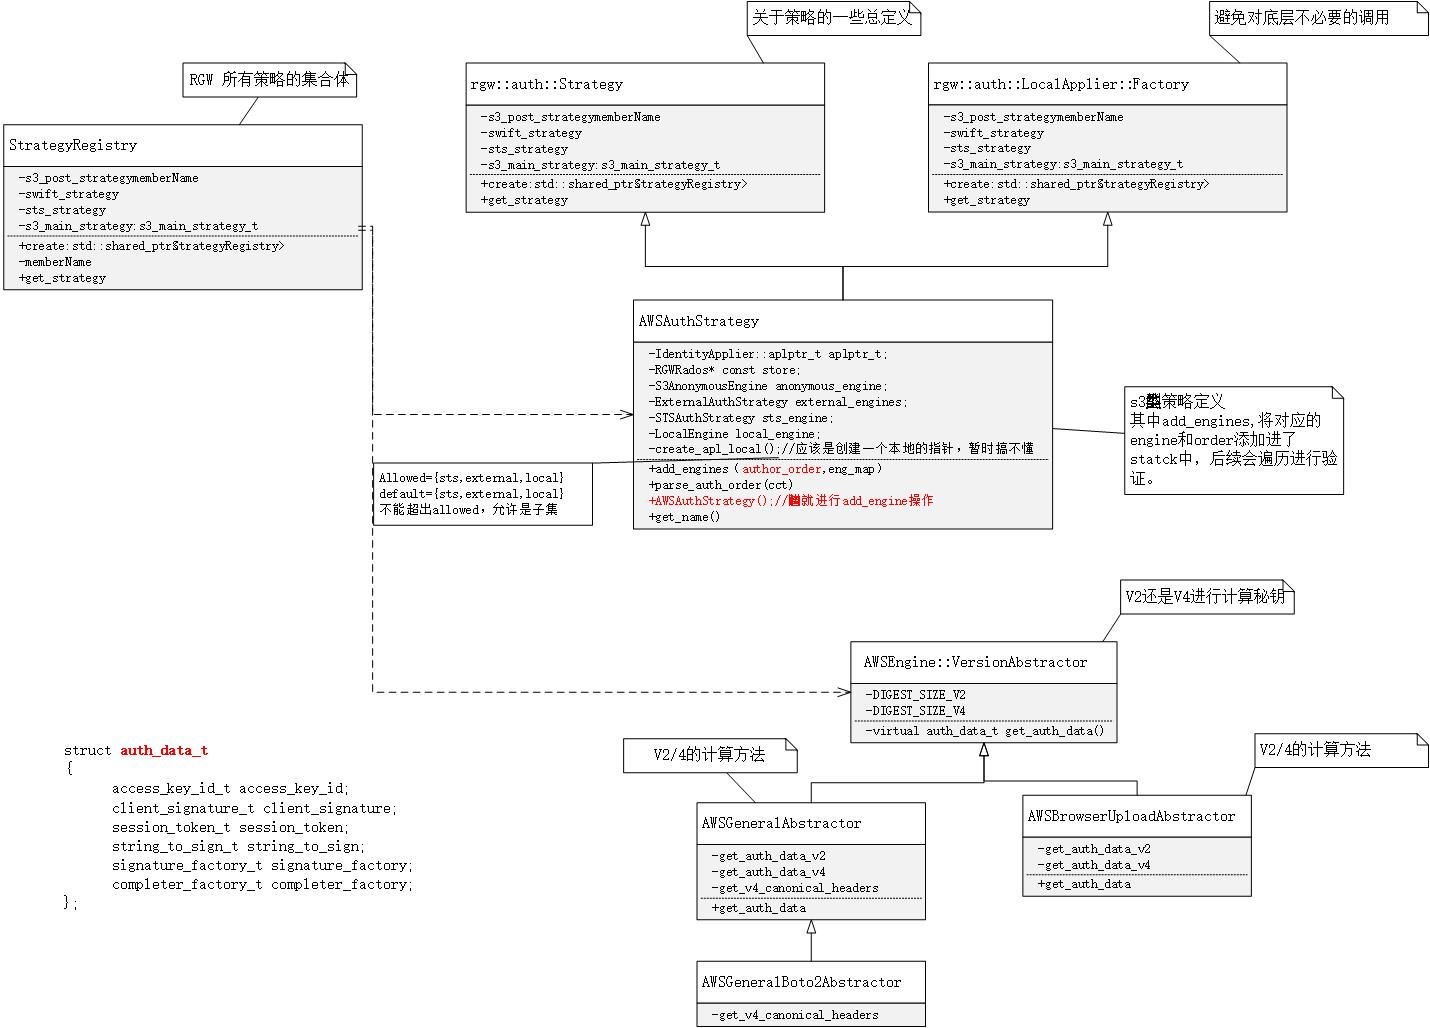 关于策略的一些总定义
避免对底层不必要的调用
RGW 所有策略的集合体
StrategyRegistry
-s3_post_strategymemberName
-swift_strategy
-sts_strategy
-s3_main_strategy:s3_main_strategy_t
+create:std::shared_ptr
trategyRegistry>
-memberName
+get_strategy
rgw::auth::Strategy
-s3_post_strategymemberName
-swift_strategy
-sts_strategy
-s3_main_strategy:s3_main_strategy_t
+create:std::shared_ptr
trategyRegistry>
+get_strategy
rgw::auth::LocalApplier::Factory
-s3_post_strategymemberName
-swift_strategy
-sts_strategy
-s3_main_strategy:s3_main_strategy_t
+create:std::shared_ptr
trategyRegistry>
+get_strategy
AWSAuthStrategy
-IdentityApplier::aplptr_t aplptr_t;
-RGWRados* const store;
-S3AnonymousEngine anonymous_engine;
-ExternalAuthStrategy external_engines;
-STSAuthStrategy sts_engine;
-LocalEngine local_engine;
-create_apl_local();//应该是创建一个本地的指针，暂时搞不懂
+add_engines（author_order,eng_map）
+parse_auth_order(cct)
+AWSAuthStrategy();//就进行add_engine操作
+get_name()
Allowed={sts,external,local}
default={sts,external,local}
不能超出allowed，允许是子集
s3策略定义
其中add_engines,将对应的
engine和order添加进了
statck中，后续会遍历进行验
证。
V2还是V4进行计算秘钥
AWSEngine::VersionAbstractor
-DIGEST_SIZE_V2
-DIGEST_SIZE_V4
-virtual auth_data_t get_auth_data()
V2/4的计算方法
V2/4的计算方法
AWSGeneralAbstractor
-get_auth_data_v2
-get_auth_data_v4
-get_v4_canonical_headers
+get_auth_data
AWSBrowserUploadAbstractor
-get_auth_data_v2
-get_auth_data_v4
+get_auth_data
AWSGeneralBoto2Abstractor
-get_v4_canonical_headers
struct auth_data_t
{
access_key_id_t access_key_id;
client_signature_t client_signature;
session_token_t session_token;
string_to_sign_t string_to_sign;
signature_factory_t signature_factory;
completer_factory_t completer_factory;
};